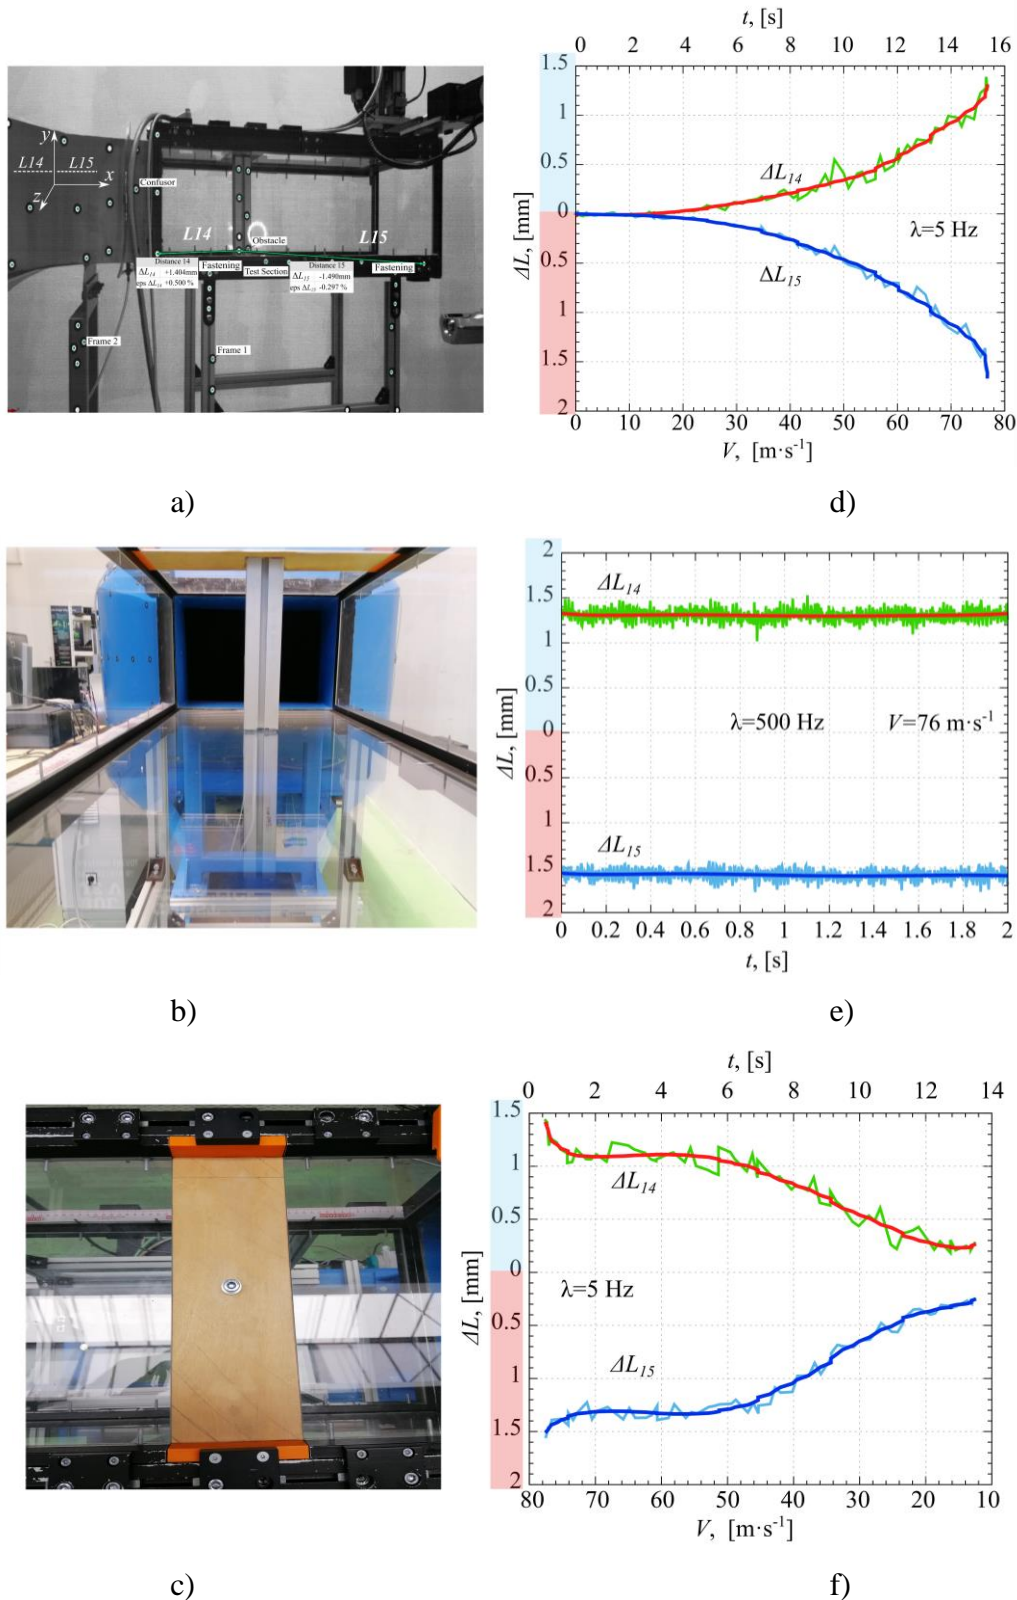 y
L14 L15
x
z
Confusor
L14
L15
Obstacle
Distance 14
ΔL14 +1.404mm
eps ΔL14 +0.500 %
Fastening
Test Section
Distance 15
ΔL15 -1.490mm
eps ΔL15 -0.297 %
Fastening
Frame 2
Frame 1
a)
t, [s]
0 2 4 6 8 10 12 14 16
1.5
1
0.5
0
0.5
1
1.5
2
ΔL, [mm]
ΔL14
λ=5 Hz
ΔL15
0 10 20 30 40 50 60 70 80
V, [m·s-1]
d)
b)
2
1.5
1
0.5
0
0.5
1
1.5
2
ΔL, [mm]
ΔL14
λ=500 Hz V=76 m·s-1
ΔL15
0 0.2 0.4 0.6 0.8 1 1.2 1.4 1.6 1.8 2
t, [s]
e)
c)
t, [s]
0 2 4 6 8 10 12 14
1.5
1
0.5
0
0.5
1
1.5
2
ΔL, [mm]
ΔL14
λ=5 Hz
ΔL15
80 70 60 50 40 30 20 10
V, [m·s-1]
f)